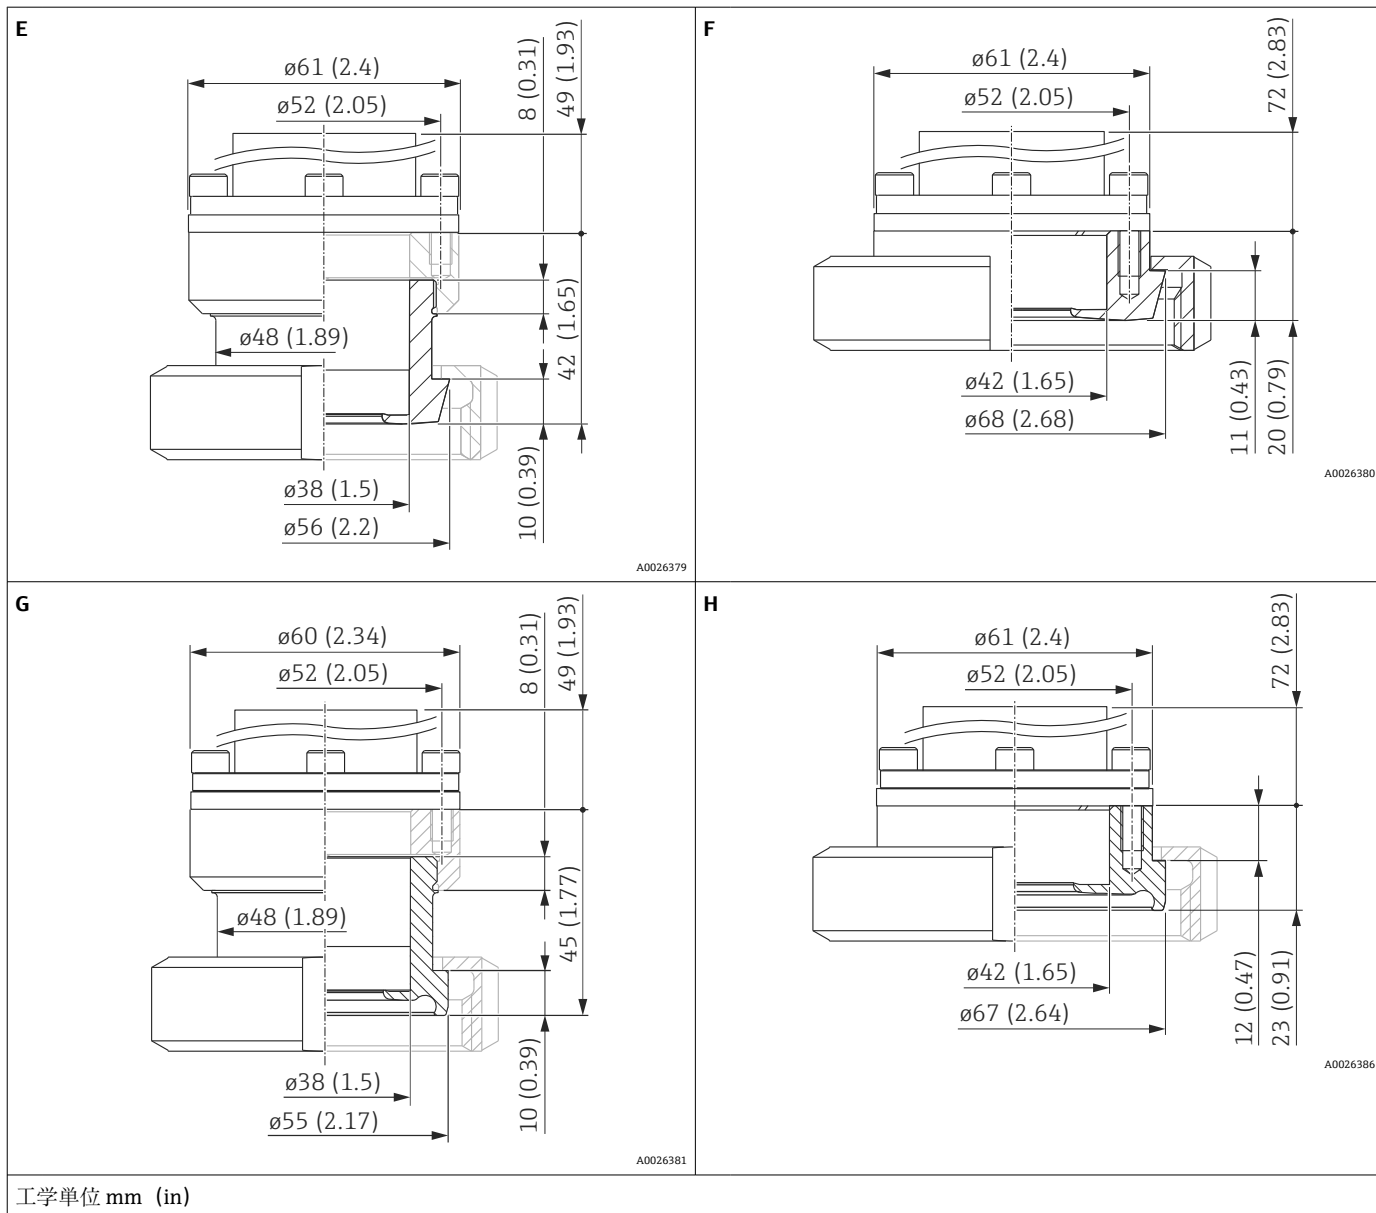 E
ø61 (2.4)
ø52 (2.05)
8 (0.31)
49 (1.93)
ø48 (1.89)
42 (1.65)
ø38 (1.5)
ø56 (2.2)
10 (0.39)
A0026379
F
ø61 (2.4)
ø52 (2.05)
72 (2.83)
ø42 (1.65)
ø68 (2.68)
11 (0.43)
20 (0.79)
A0026380
G
ø60 (2.34)
ø52 (2.05)
8 (0.31)
49 (1.93)
ø48 (1.89)
45 (1.77)
ø38 (1.5)
ø55 (2.17)
10 (0.39)
A0026381
H
ø61 (2.4)
ø52 (2.05)
72 (2.83)
ø42 (1.65)
ø67 (2.64)
12 (0.47)
23 (0.91)
A0026386
工学単位 mm (in)